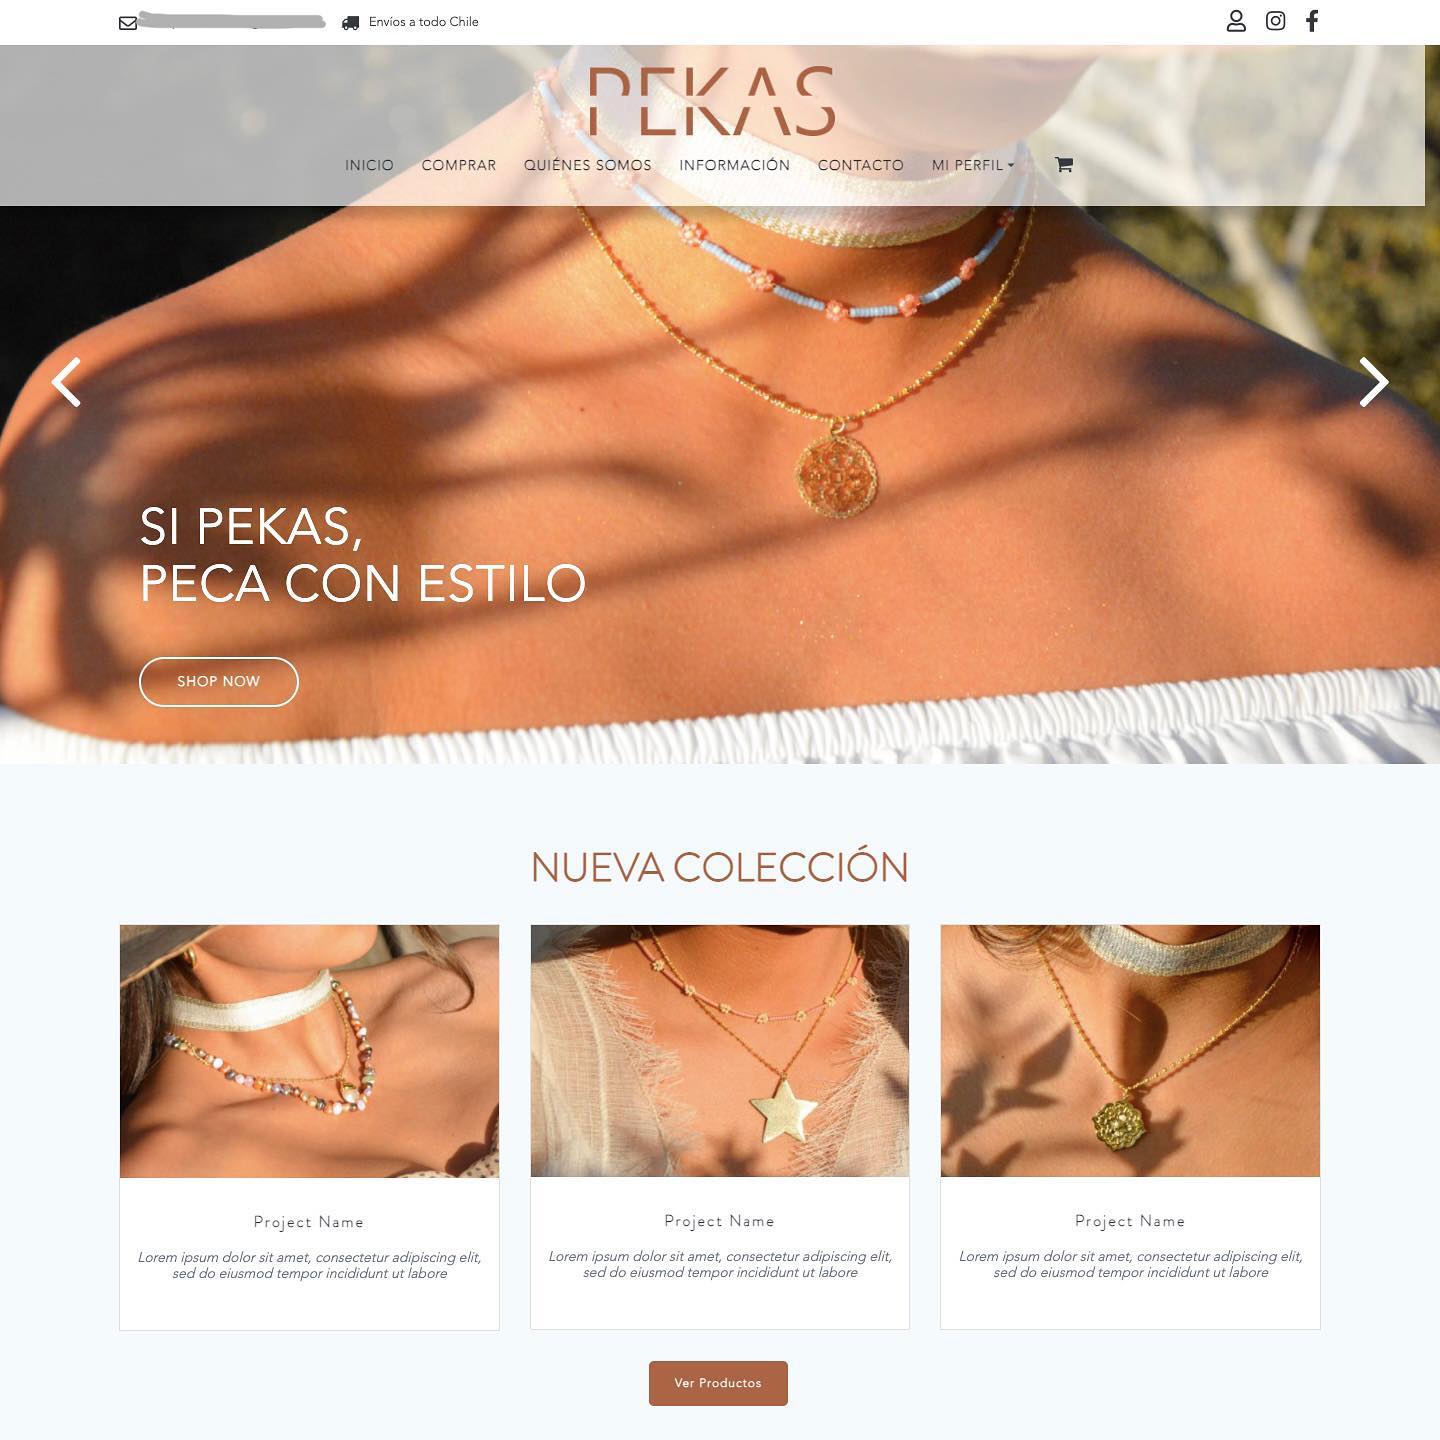 Envíos a todo Chile
PEKAS
INICIO COMPRAR QUIÉNES SOMOS INFORMACIÓN CONTACTO MI PERFIL
SI PEKAS,
PECA CON ESTILO
SHOP NOW
NUEVA COLECCIÓN
Project Name
Lorem ipsum dolor sit amet, consectetur adipiscing elit,
sed do eiusmod tempor incididunt ut labore
Project Name
Lorem ipsum dolor sit amet, consectetur adipiscing elit,
sed do eiusmod tempor incididunt ut labore
Project Name
Lorem ipsum dolor sit amet, consectetur adipiscing elit,
sed do eiusmod tempor incididunt ut labore
Ver Productos